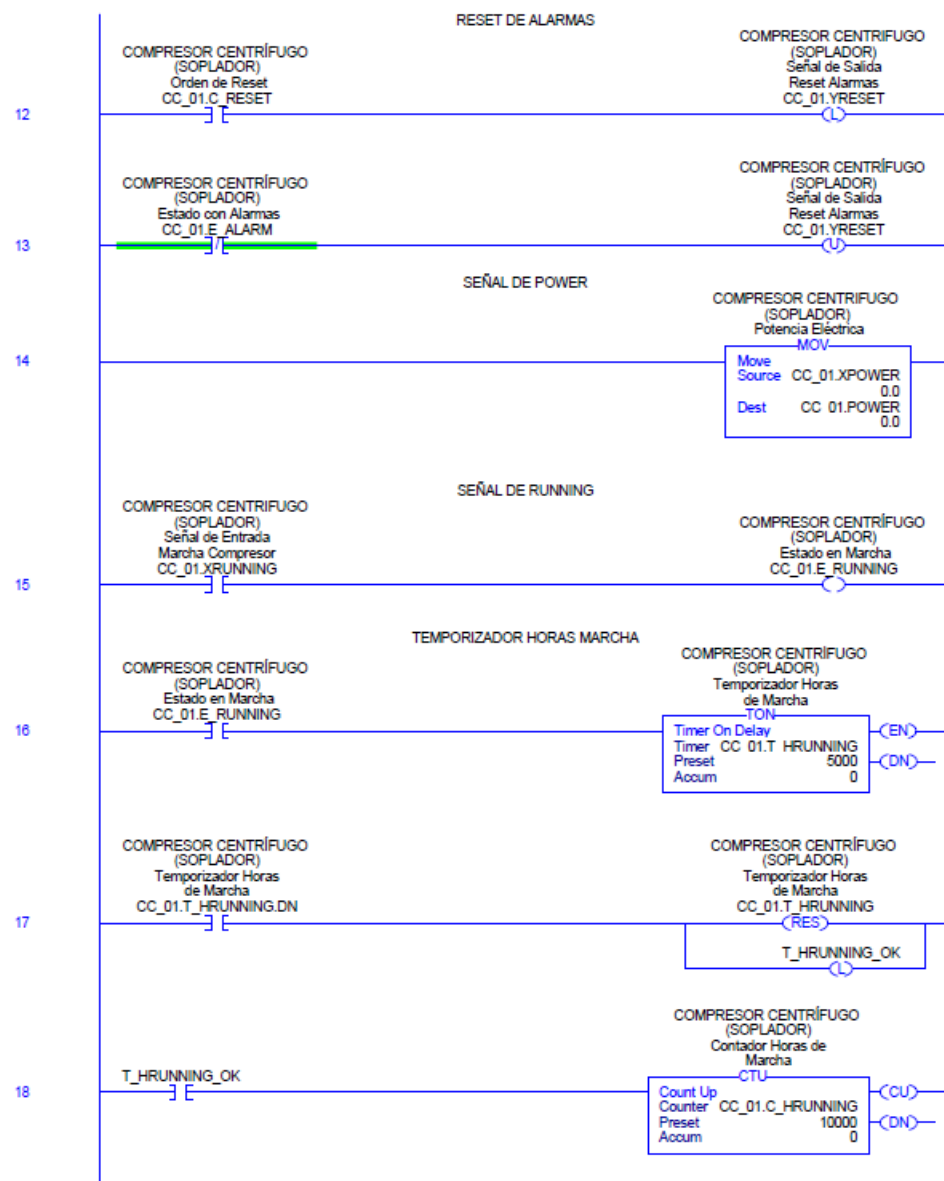 RESET DE ALARMAS
COMPRESOR CENTRÍFUGO
(SOPLADOR)
Orden de Reset
CC_01.C_RESET
COMPRESOR CENTRIFUGO
(SOPLADOR)
Señal de Salida
Reset Alarmas
CC_01.YRESET
12
L
COMPRESOR CENTRÍFUGO
(SOPLADOR)
Estado con Alarmas
CC_01.E_ALARM
COMPRESOR CENTRÍFUGO
(SOPLADOR)
Señal de Salida
Reset Alarmas
CC_01.YRESET
13
/
U
SEÑAL DE POWER
COMPRESOR CENTRIFUGO
(SOPLADOR)
Potencia Eléctrica
14
MOV
Move
Source CC_01.XPOWER
0.0
Dest CC_01.POWER
0.0
SEÑAL DE RUNNING
COMPRESOR CENTRIFUGO
(SOPLADOR)
Señal de Entrada
Marcha Compresor
CC_01.XRUNNING
COMPRESOR CENTRÍFUGO
(SOPLADOR)
Estado en Marcha
CC_01.E_RUNNING
15
TEMPORIZADOR HORAS MARCHA
COMPRESOR CENTRÍFUGO
(SOPLADOR)
Estado en Marcha
CC_01.E_RUNNING
COMPRESOR CENTRÍFUGO
(SOPLADOR)
Temporizador Horas
de Marcha
16
TON
Timer On Delay
Timer CC_01.T_HRUNNING
Preset 5000
Accum 0
EN
DN
COMPRESOR CENTRÍFUGO
(SOPLADOR)
Temporizador Horas
de Marcha
CC_01.T_HRUNNING.DN
COMPRESOR CENTRÍFUGO
(SOPLADOR)
Temporizador Horas
de Marcha
CC_01.T_HRUNNING
17
RES
T_HRUNNING_OK
L
COMPRESOR CENTRÍFUGO
(SOPLADOR)
Contador Horas de
Marcha
T_HRUNNING_OK
18
CTU
Count Up
Counter CC_01.C_HRUNNING
Preset 10000
Accum 0
CU
DN